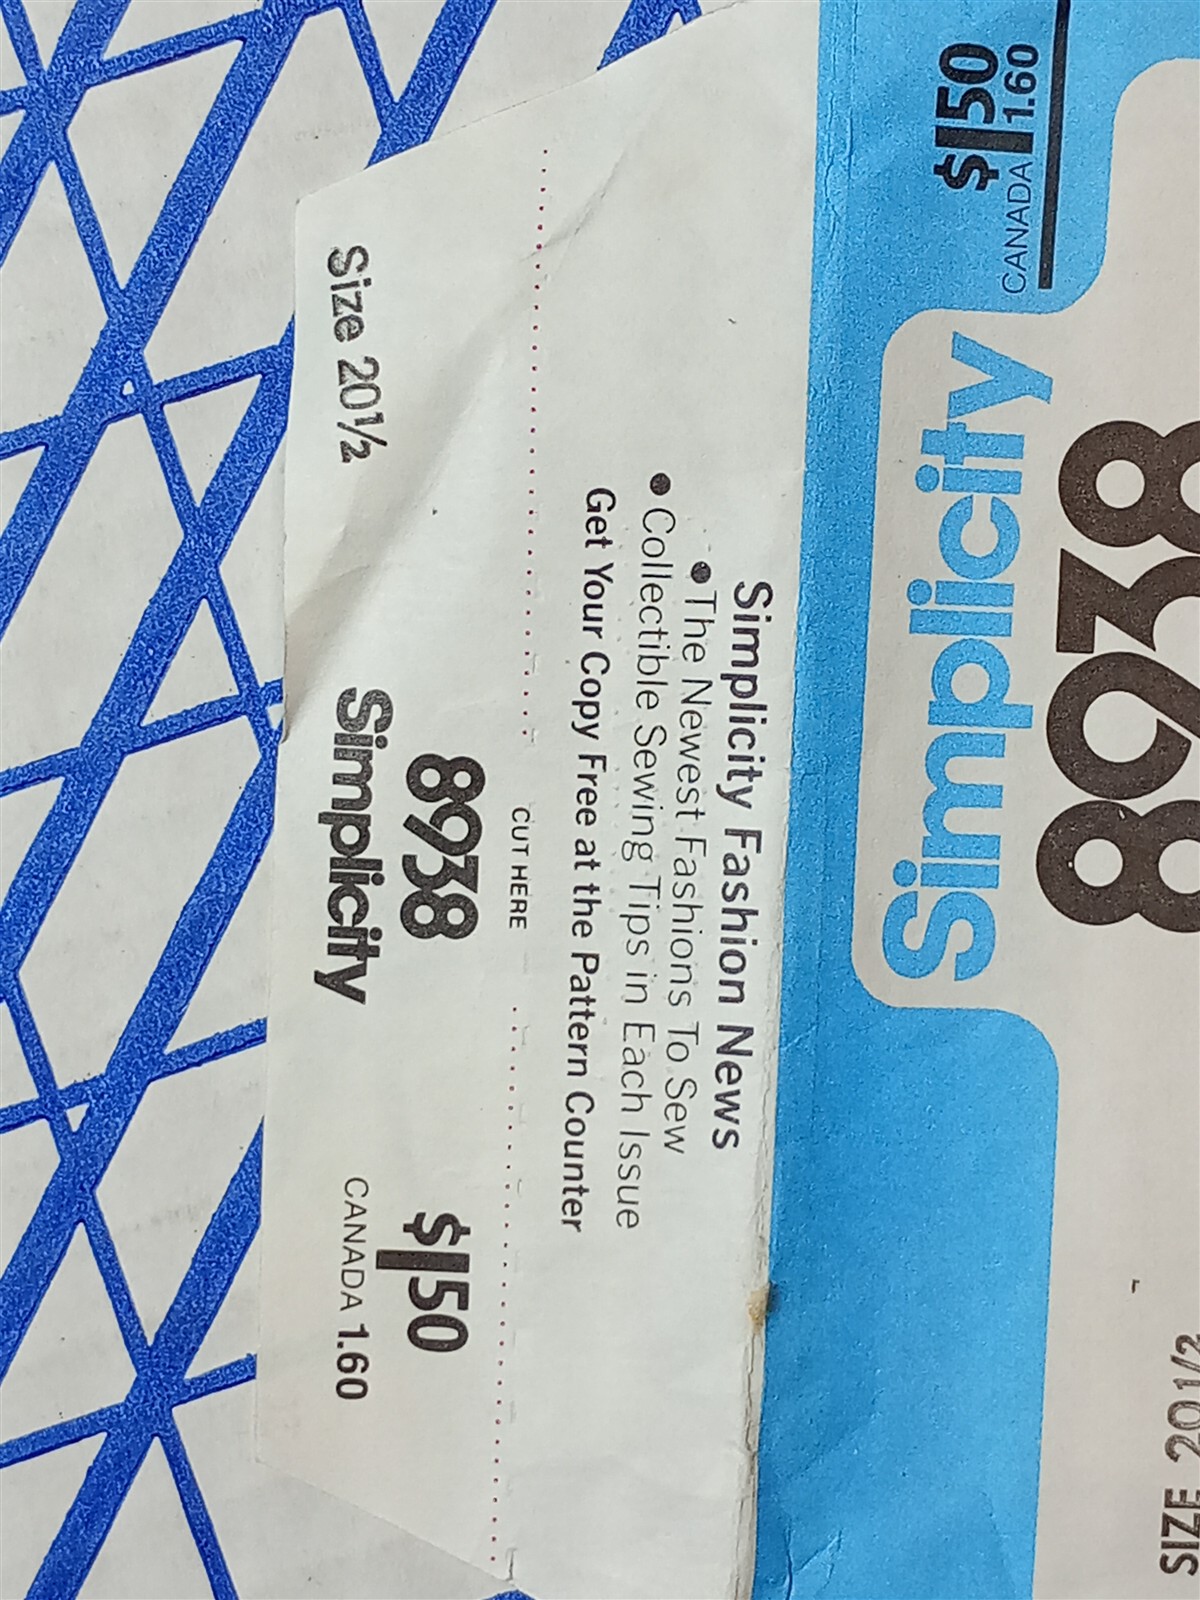 $1.50
CANADA 1.60
Simplicity
8938
SIZE 20 1/2
Simplicity Fashion News
• The Newest Fashions To Sew
• Collectible Sewing Tips in Each Issue
Get Your Copy Free at the Pattern Counter
CUT HERE
8938
$1.50
Size 20½
Simplicity
CANADA 1.60